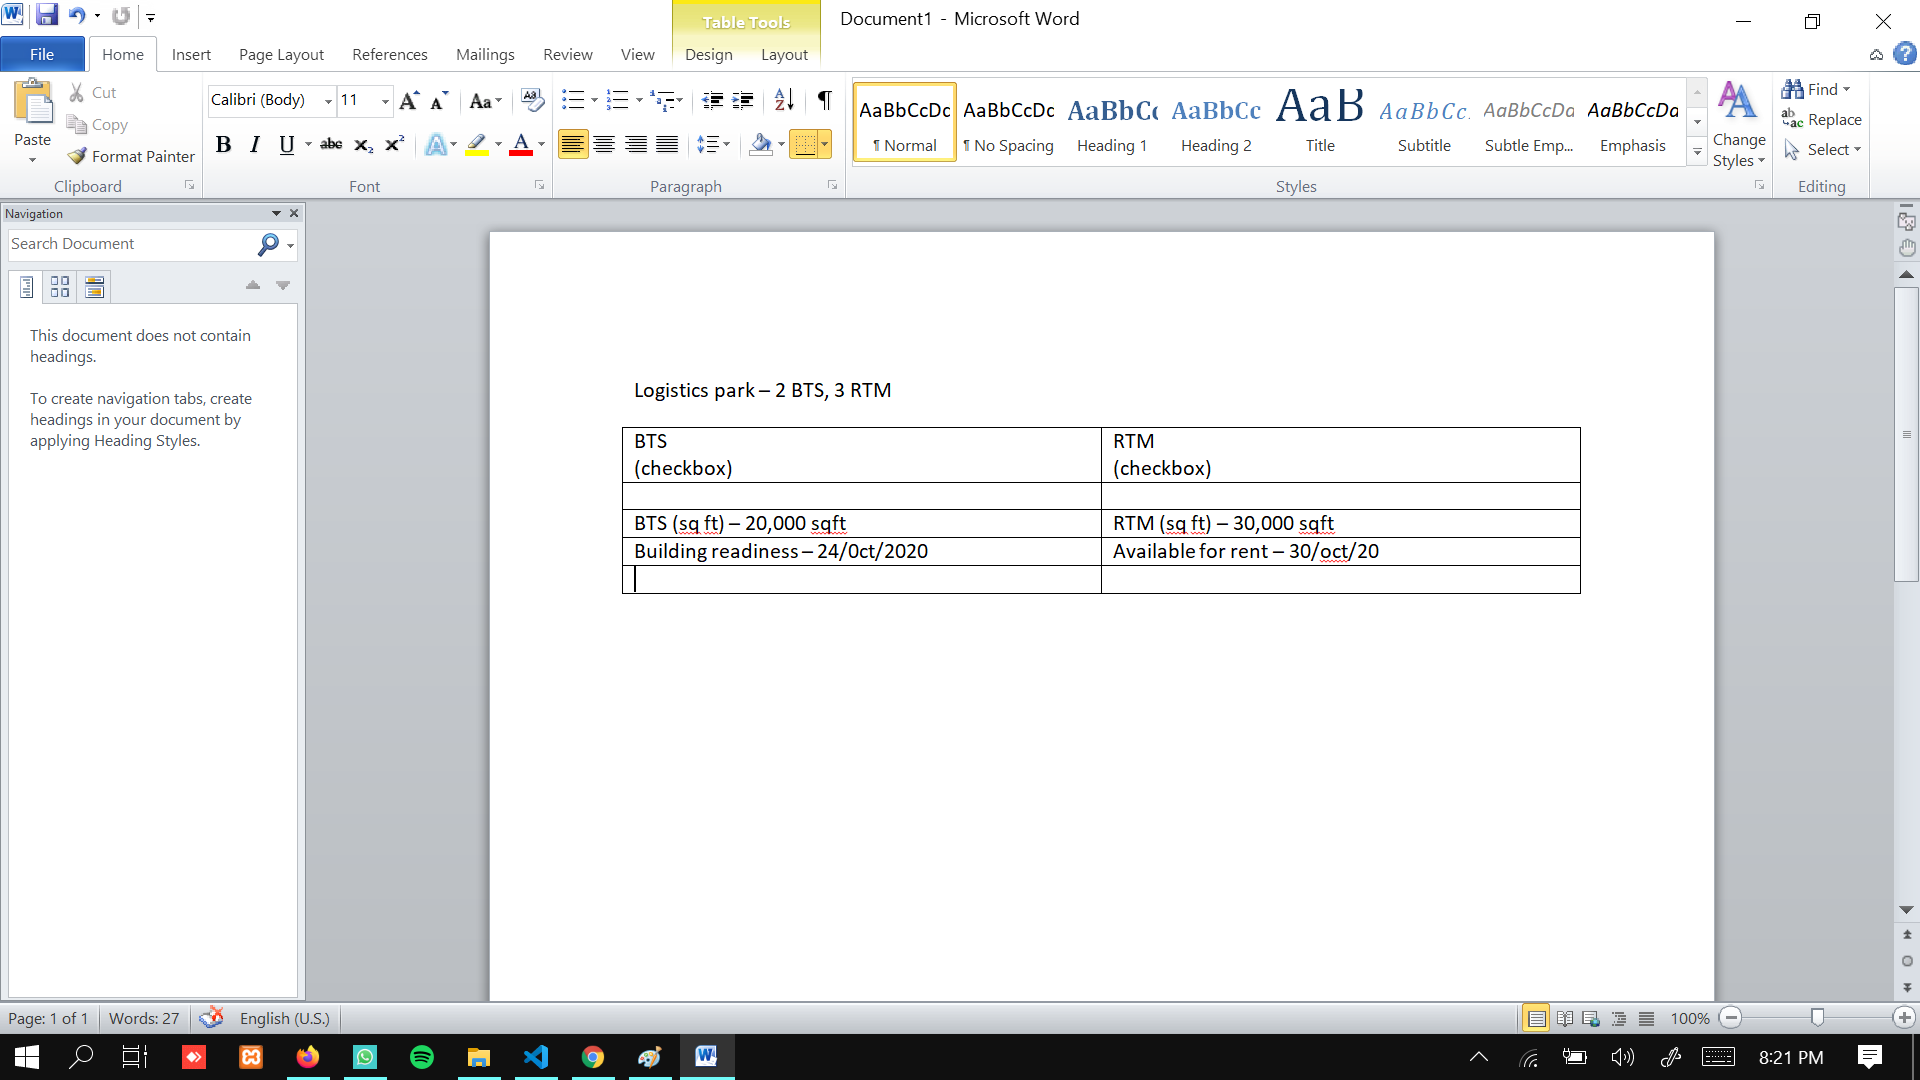 Table Tools
Document1 - Microsoft Word
File
Home
Insert
Page Layout
References
Mailings
Review
View
Design
Layout
Paste
Cut
Copy
Format Painter
Clipboard
Calibri (Body)
11
Font
Paragraph
AaBbCcDc
¶ Normal
AaBbCcDc
¶ No Spacing
AaBbCc
Heading 1
AaBbCc
Heading 2
AaB
Title
AaBbCc.
Subtitle
AaBbCcDa
Subtle Emp...
AaBbCcDa
Emphasis
Change
Styles
Styles
Find
Replace
Select
Editing
Navigation
Search Document
This document does not contain
headings.
To create navigation tabs, create
headings in your document by
applying Heading Styles.
Logistics park – 2 BTS, 3 RTM
BTS
(checkbox)
RTM
(checkbox)
BTS (sq ft) – 20,000 sqft
RTM (sq ft) – 30,000 sqft
Building readiness – 24/0ct/2020
Available for rent – 30/oct/20
Page: 1 of 1
Words: 27
English (U.S.)
100%
8:21 PM